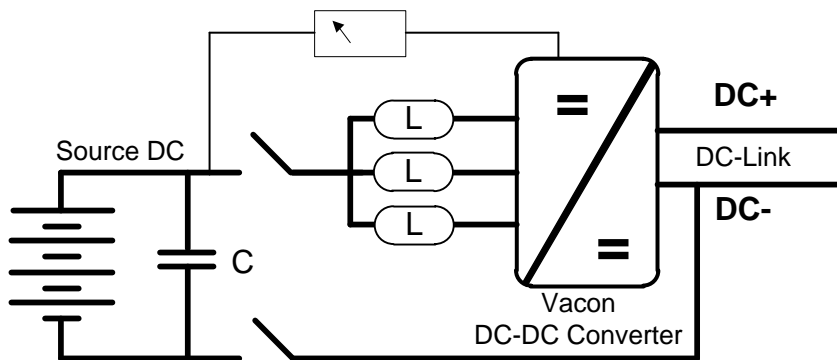 DC+
L
Source DC
DC-Link
L
DC-
L
C
Vacon
DC-DC Converter